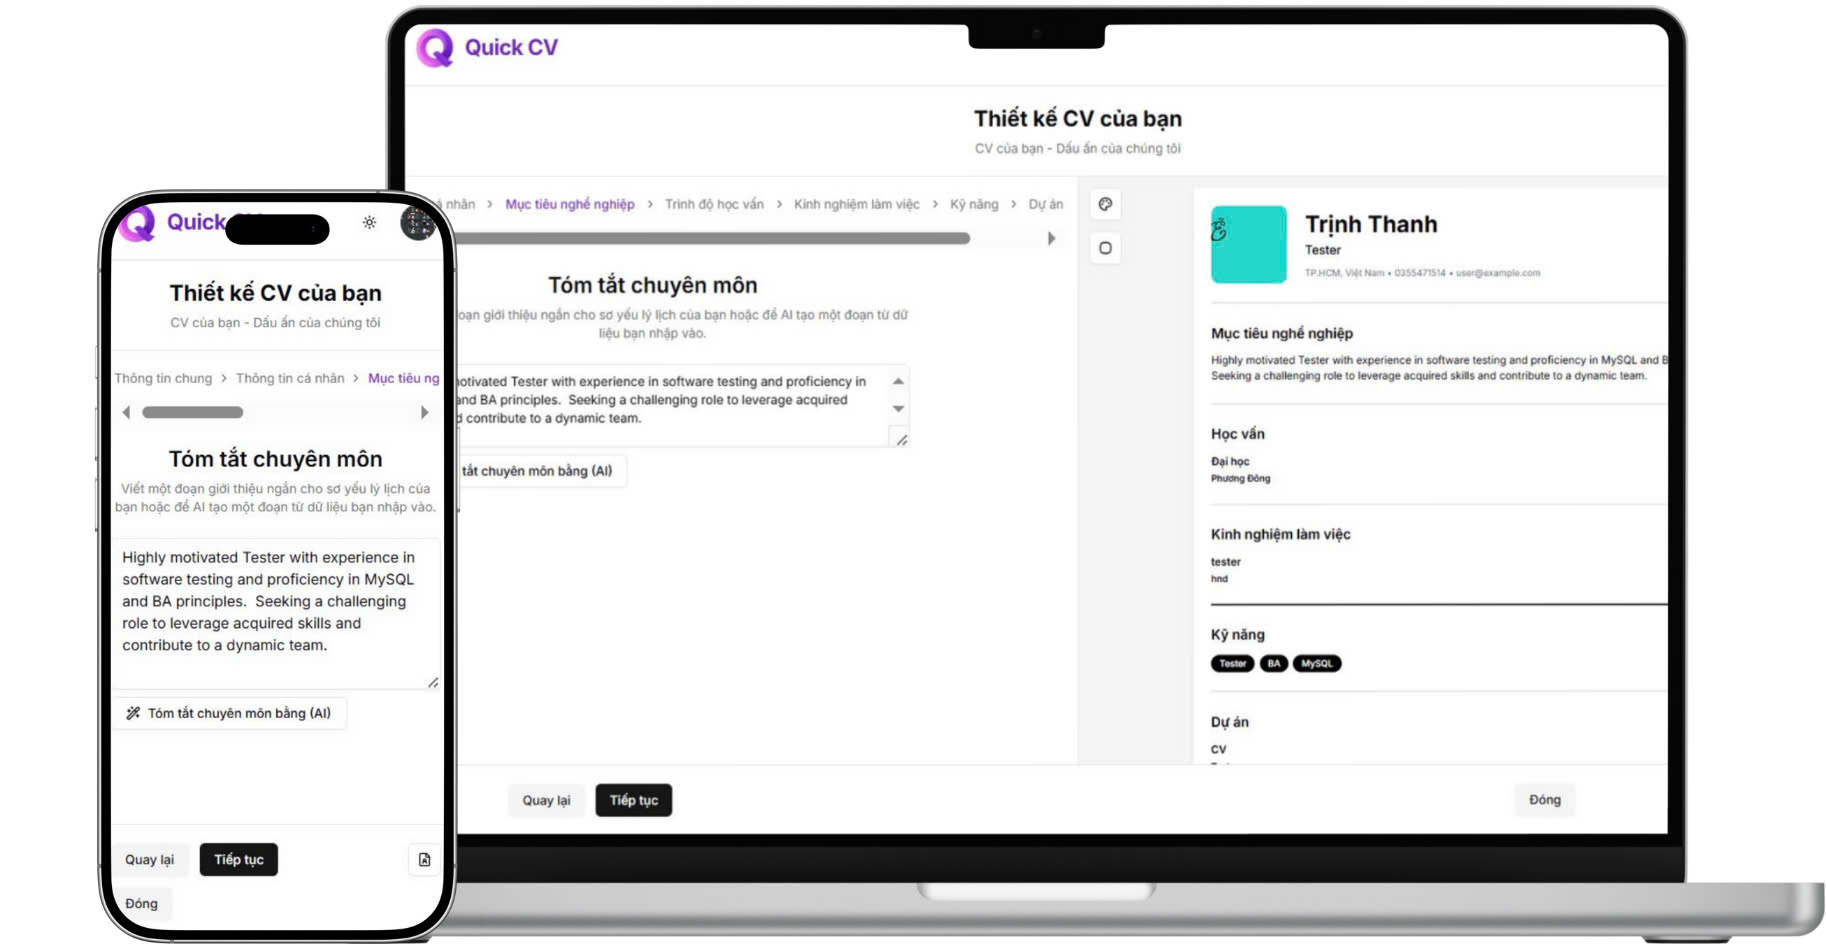 Quick CV
Thiết kế CV của bạn
CV của bạn - Dấu ấn của chúng tôi
nhân > Mục tiêu nghề nghiệp > Trình độ học vấn > Kinh nghiệm làm việc > Kỹ năng > Dự án
Tóm tắt chuyên môn
oạn giới thiệu ngắn cho sơ yếu lý lịch của bạn hoặc để AI tạo một đoạn từ dữ
liệu bạn nhập vào.
otivated Tester with experience in software testing and proficiency in
and BA principles.  Seeking a challenging role to leverage acquired
contribute to a dynamic team.
tắt chuyên môn bằng (AI)
Quay lại
Tiếp tục
Trịnh Thanh
Tester
TP.HCM, Việt Nam • 0355471514 • user@example.com
Mục tiêu nghề nghiệp
Highly motivated Tester with experience in software testing and proficiency in MySQL and B
Seeking a challenging role to leverage acquired skills and contribute to a dynamic team.
Học vấn
Đại học
Phương Đông
Kinh nghiệm làm việc
tester
hnd
Kỹ năng
Tester BA MySQL
Dự án
CV
Đóng
Quick
Thiết kế CV của bạn
CV của bạn - Dấu ấn của chúng tôi
Thông tin chung > Thông tin cá nhân > Mục tiêu ng
Tóm tắt chuyên môn
Viết một đoạn giới thiệu ngắn cho sơ yếu lý lịch của
bạn hoặc để AI tạo một đoạn từ dữ liệu bạn nhập vào.
Highly motivated Tester with experience in
software testing and proficiency in MySQL
and BA principles.  Seeking a challenging
role to leverage acquired skills and
contribute to a dynamic team.
Tóm tắt chuyên môn bằng (AI)
Quay lại
Tiếp tục
Đóng